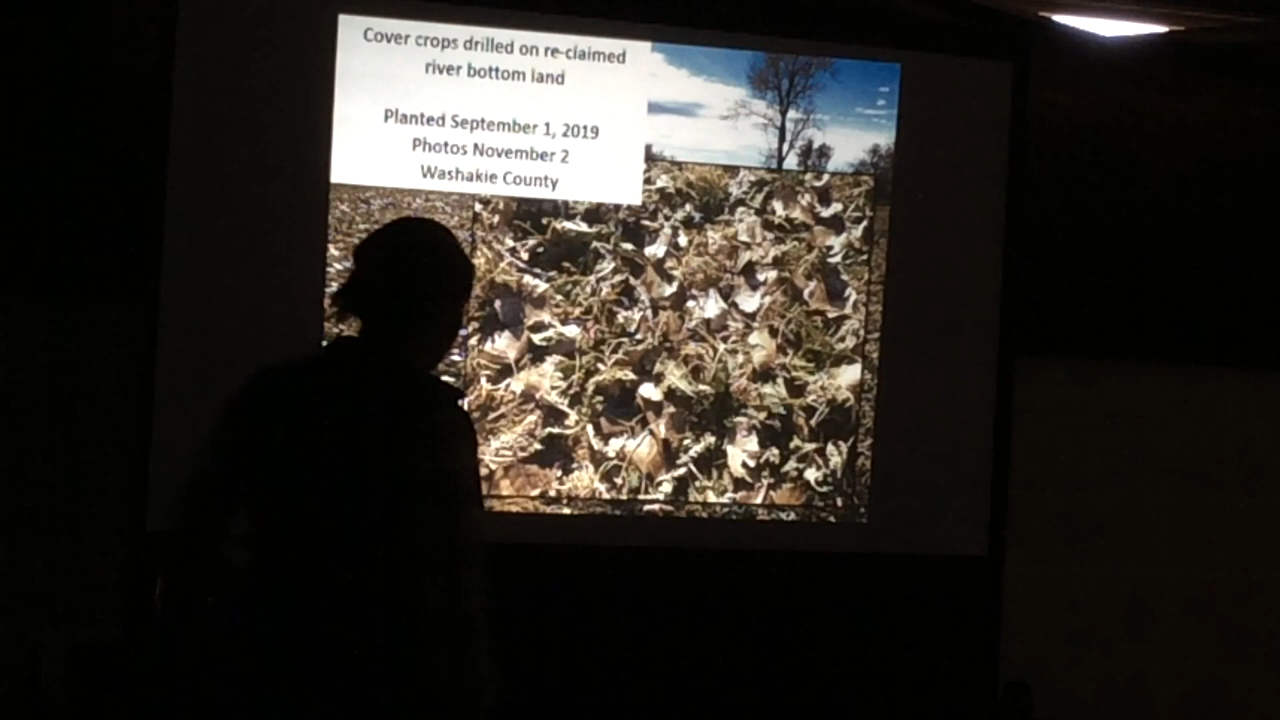 Cover crops drilled on re-claimed
river bottom land
Planted September 1, 2019
Photos November 2
Washakie County